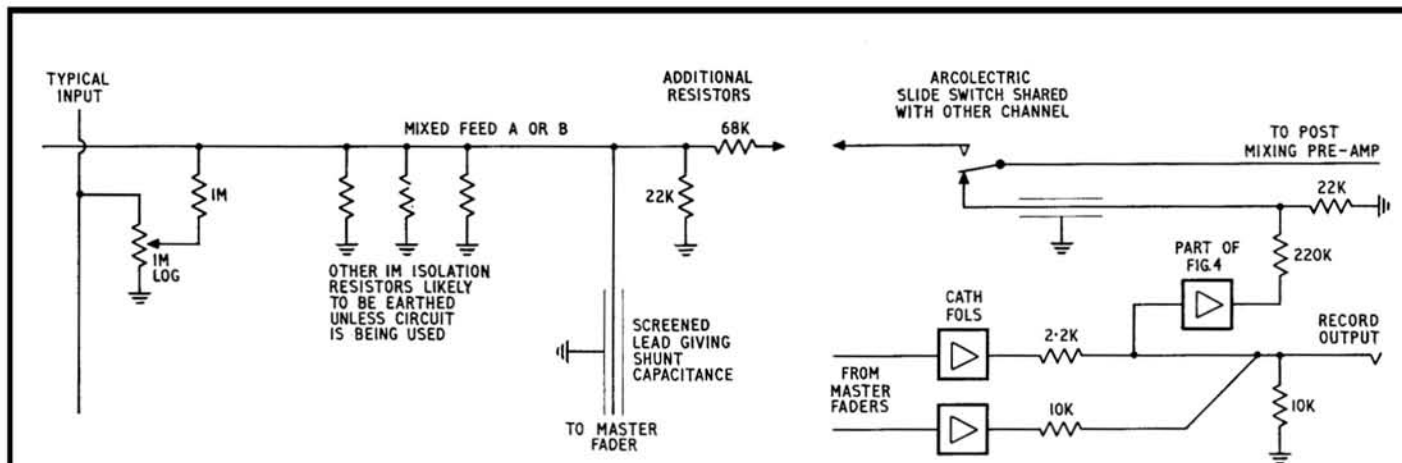 TYPICAL
INPUT
MIXED FEED A OR B
ADDITIONAL
RESISTORS
68K
1M
1M
LOG
22K
OTHER 1M ISOLATION
RESISTORS LIKELY
TO BE EARTHED
UNLESS CIRCUIT
IS BEING USED
SCREENED
LEAD GIVING
SHUNT
CAPACITANCE
TO MASTER
FADER
ARCOLECTRIC
SLIDE SWITCH SHARED
WITH OTHER CHANNEL
TO POST
MIXING PRE-AMP
22K
220K
PART OF
FIG.4
CATH
FOLS
2·2K
RECORD
OUTPUT
FROM
MASTER
FADERS
10K
10K